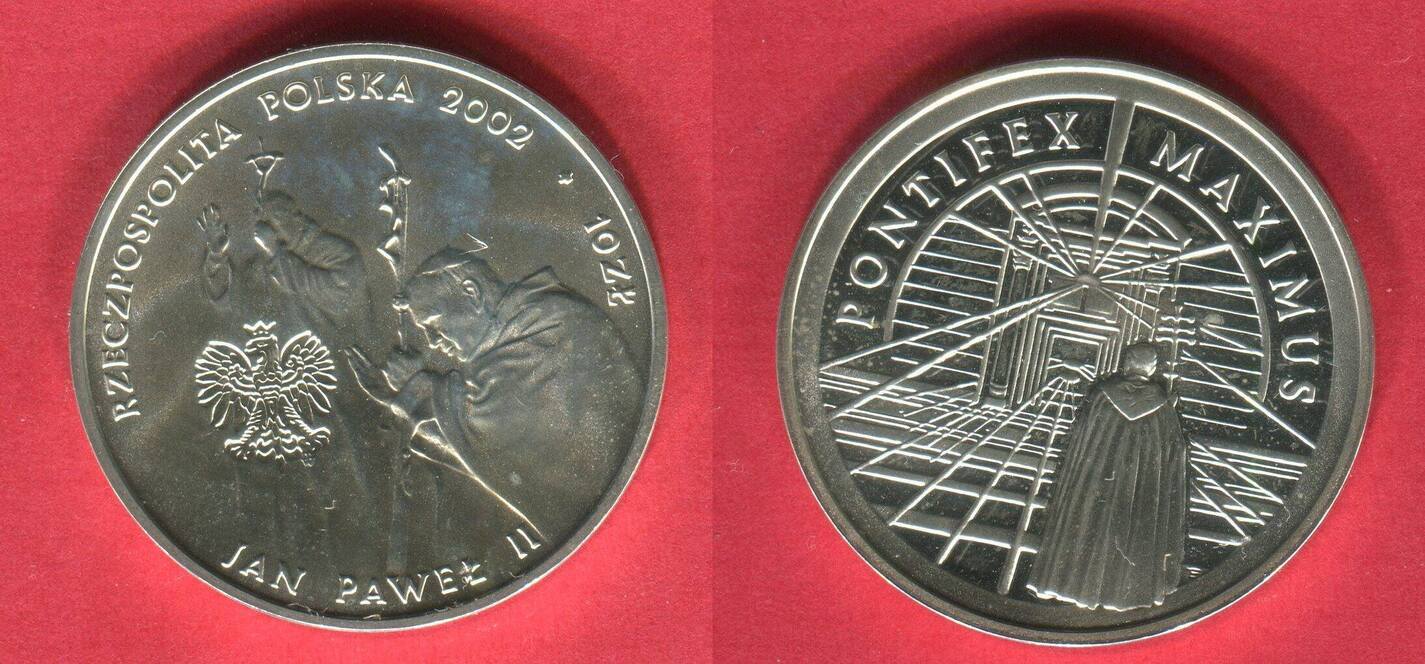 RZECZPOSPOLITA POLSKA 2002 * 10 ZŁ
JAN PAWEŁ II
PONTIFEX MAXIMUS